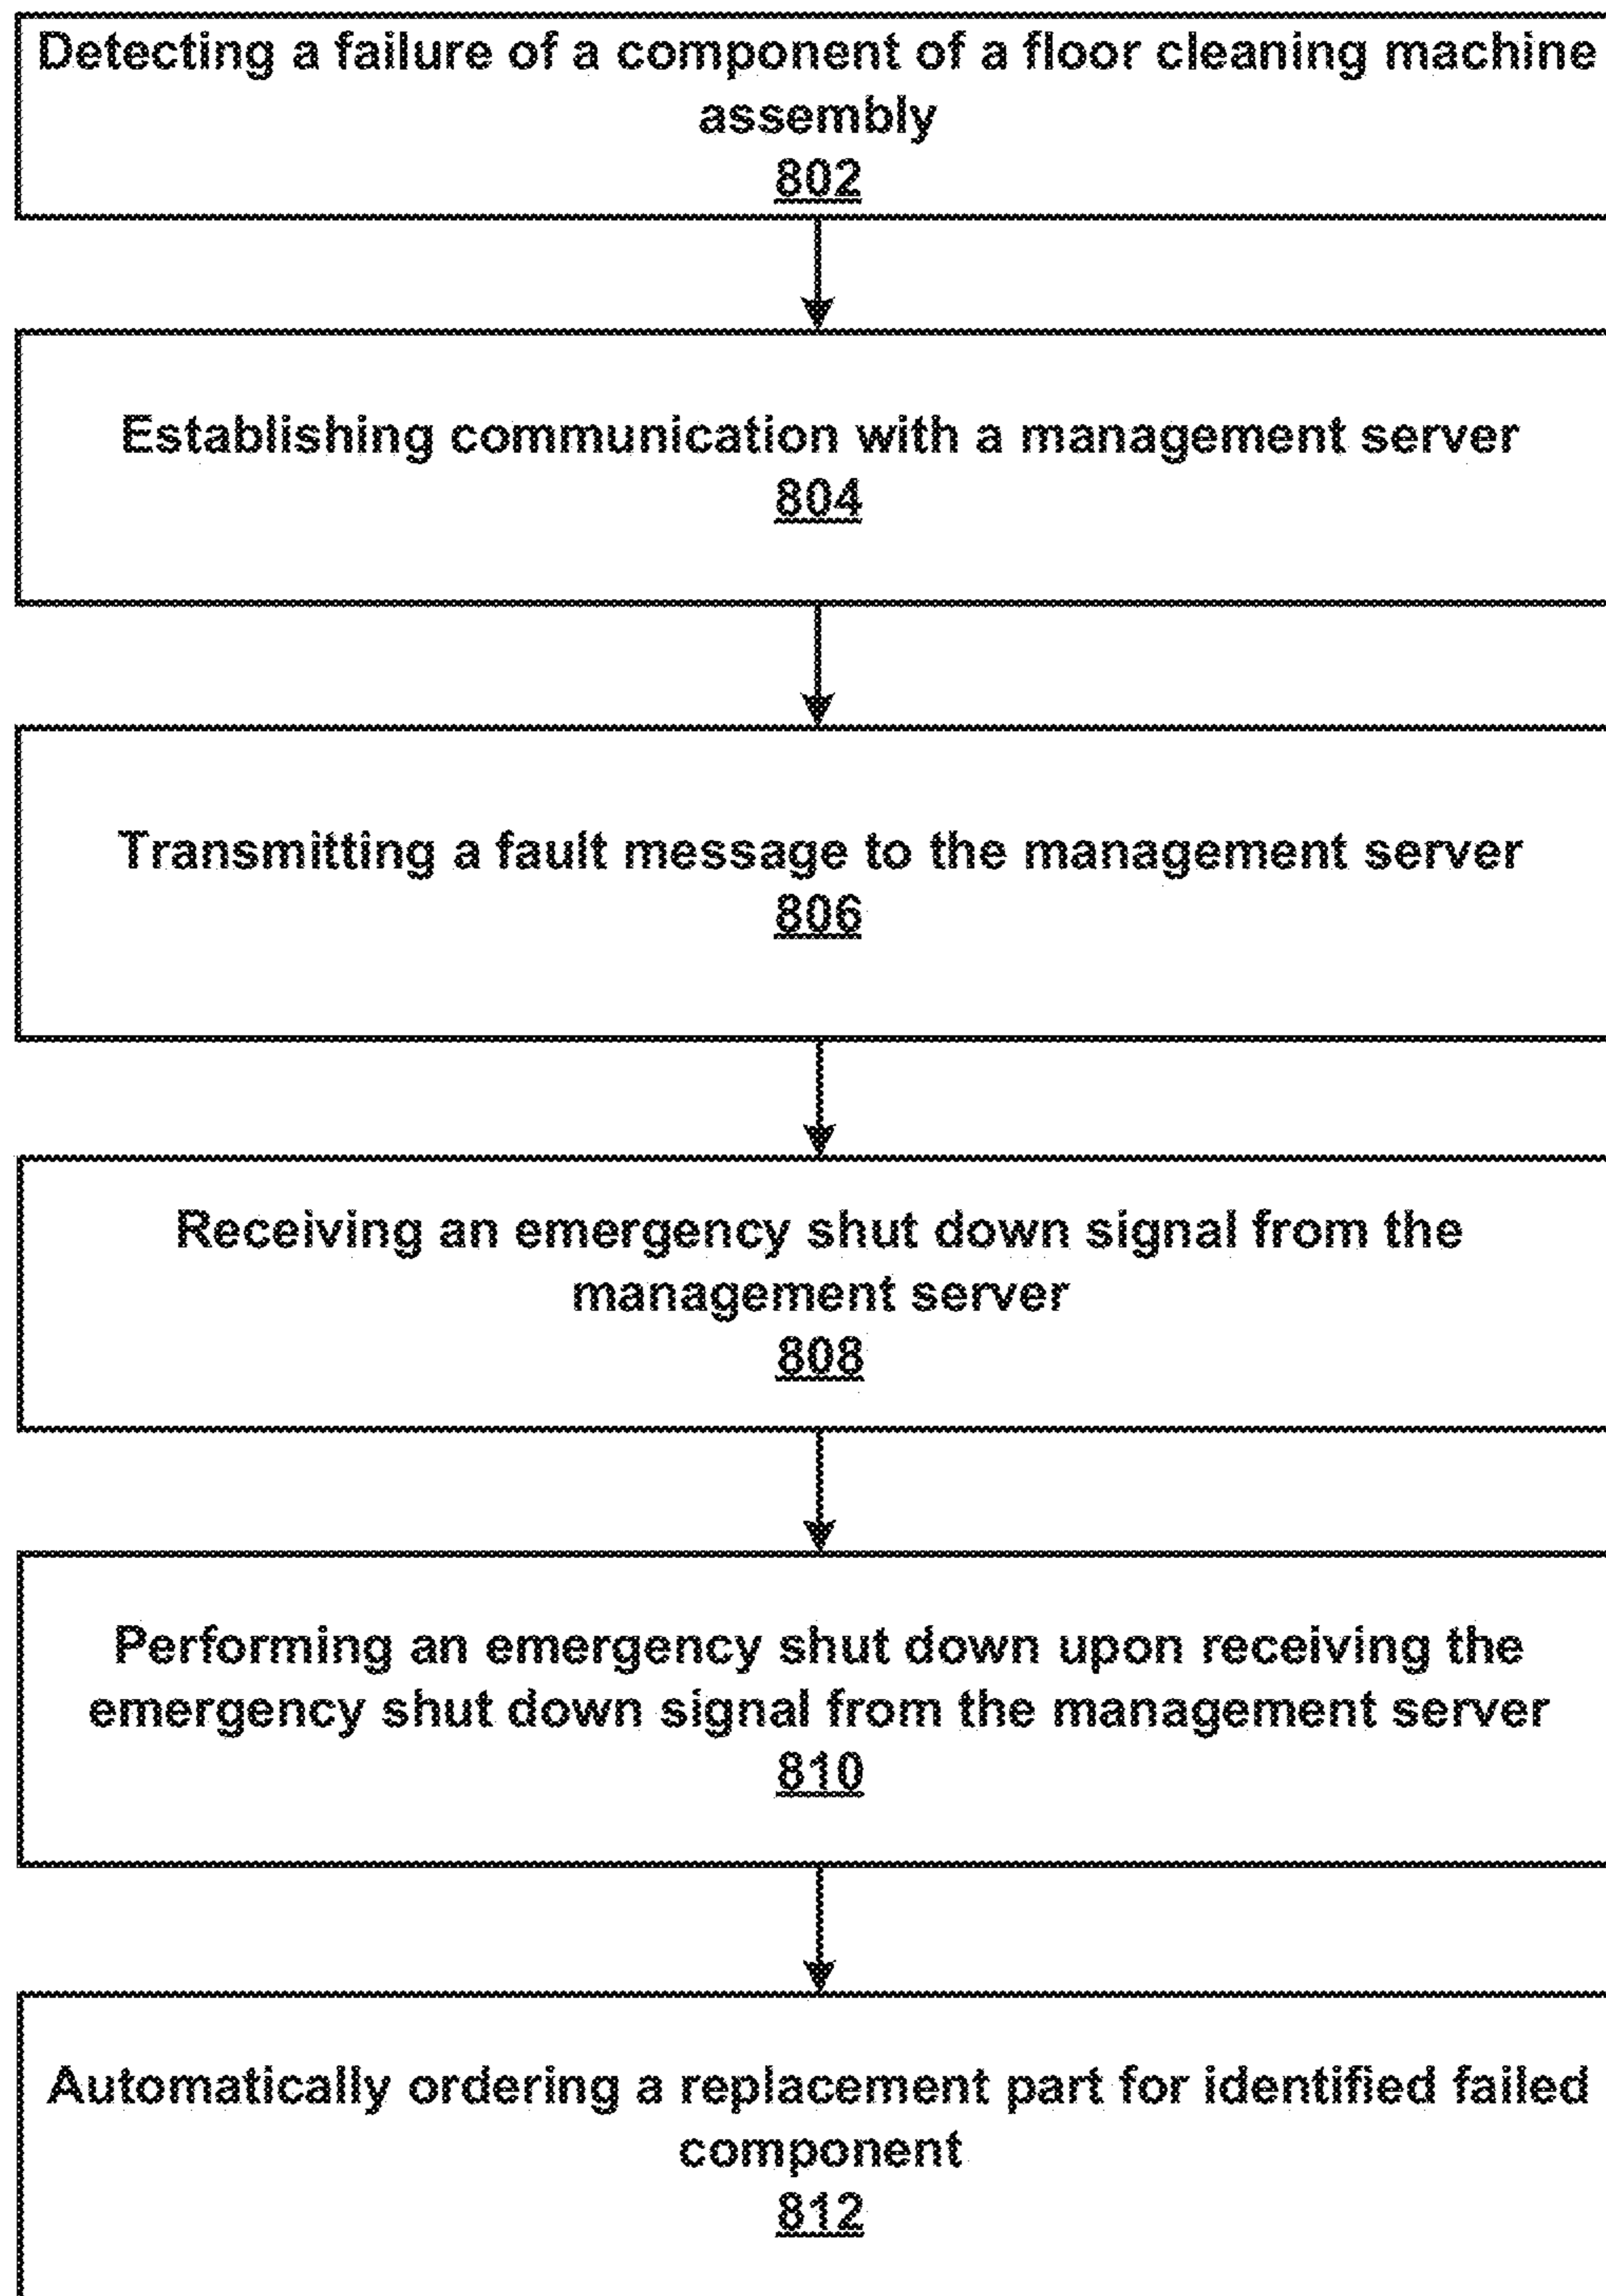 Detecting a failure of a component of a floor cleaning machine
assembly
802
Establishing communication with a management server
804
Transmitting a fault message to the management server
806
Receiving an emergency shut down signal from the
management server
808
Performing an emergency shut down upon receiving the
emergency shut down signal from the management server
810
Automatically ordering a replacement part for identified failed
component
812